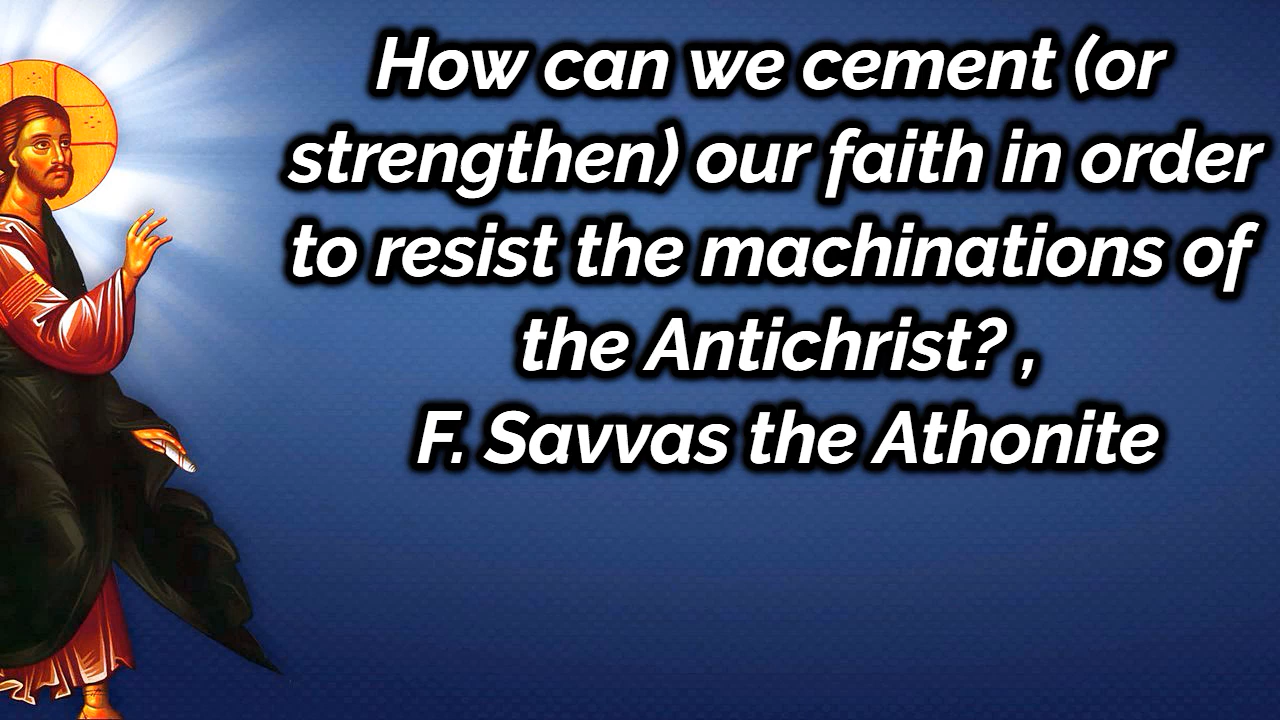 How can we cement (or
strengthen) our faith in order
to resist the machinations of
the Antichrist? ,
F. Savvas the Athonite